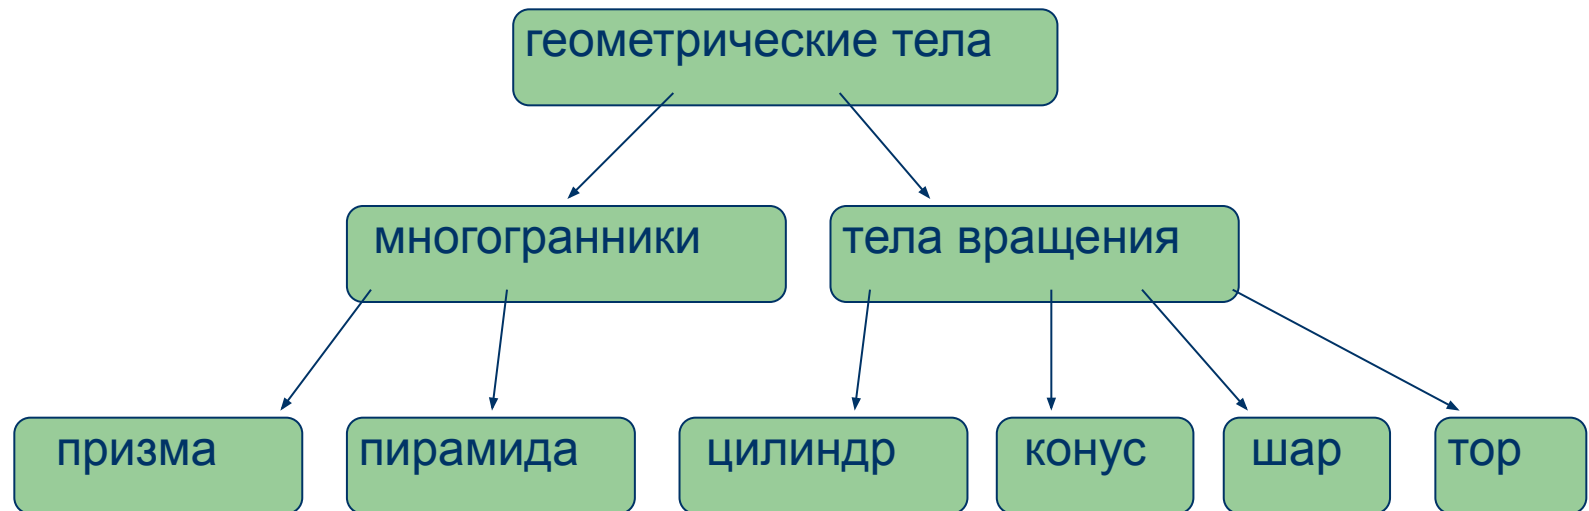 геометрические тела
многогранники
тела вращения
призма
пирамида
цилиндр
конус
шар
тор